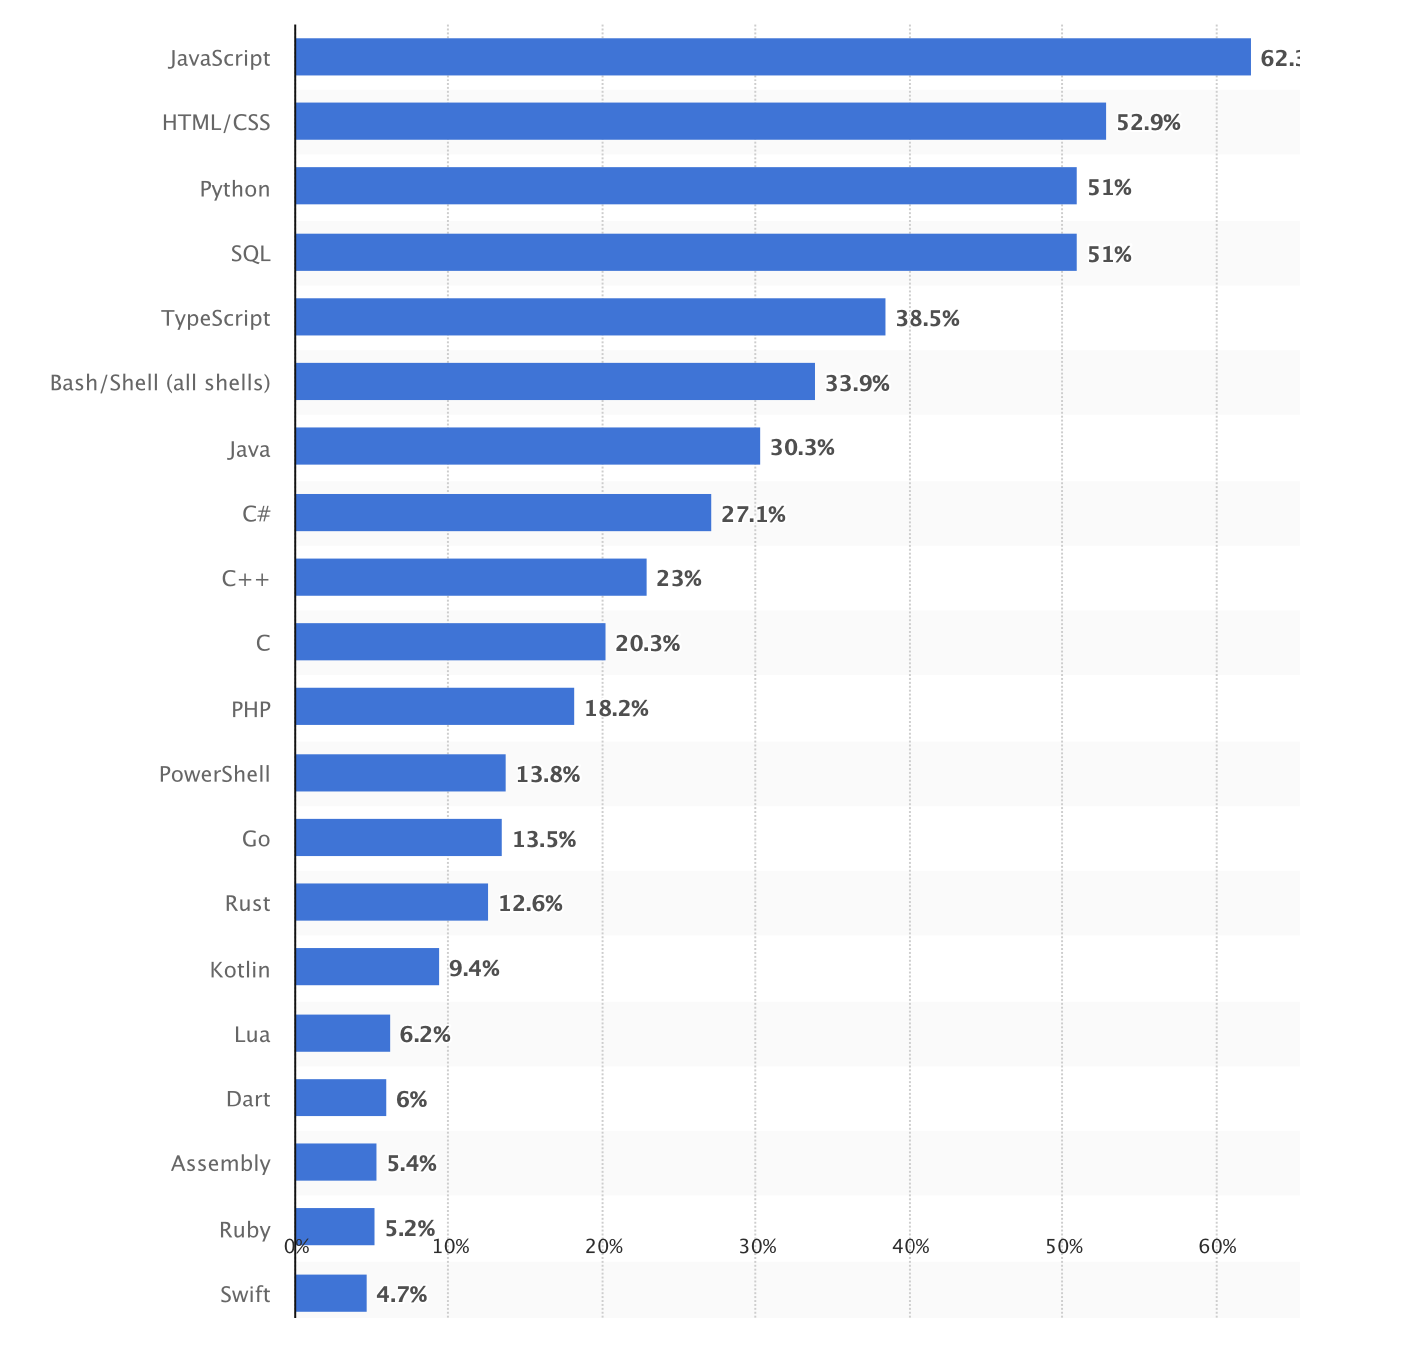 JavaScript 62.3
HTML/CSS 52.9%
Python 51%
SQL 51%
TypeScript 38.5%
Bash/Shell (all shells) 33.9%
Java 30.3%
C# 27.1%
C++ 23%
C 20.3%
PHP 18.2%
PowerShell 13.8%
Go 13.5%
Rust 12.6%
Kotlin 9.4%
Lua 6.2%
Dart 6%
Assembly 5.4%
Ruby 5.2%
0% 10% 20% 30% 40% 50% 60%
Swift 4.7%